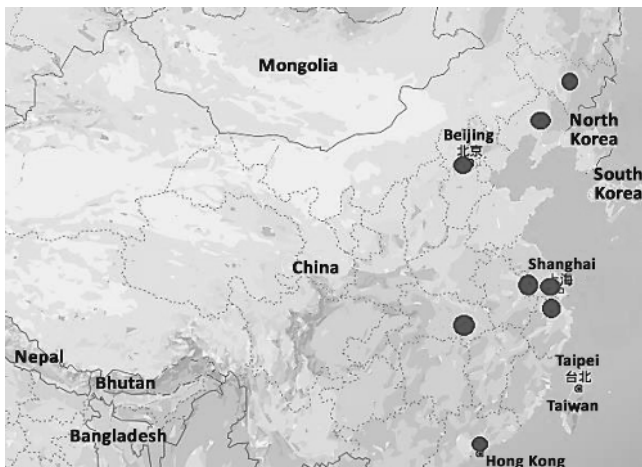 Mongolia
Beijing
北京
North
Korea
South
Korea
China
Shanghai
上海
Nepal
Bhutan
Taipei
台北
Taiwan
Bangladesh
Hong Kong